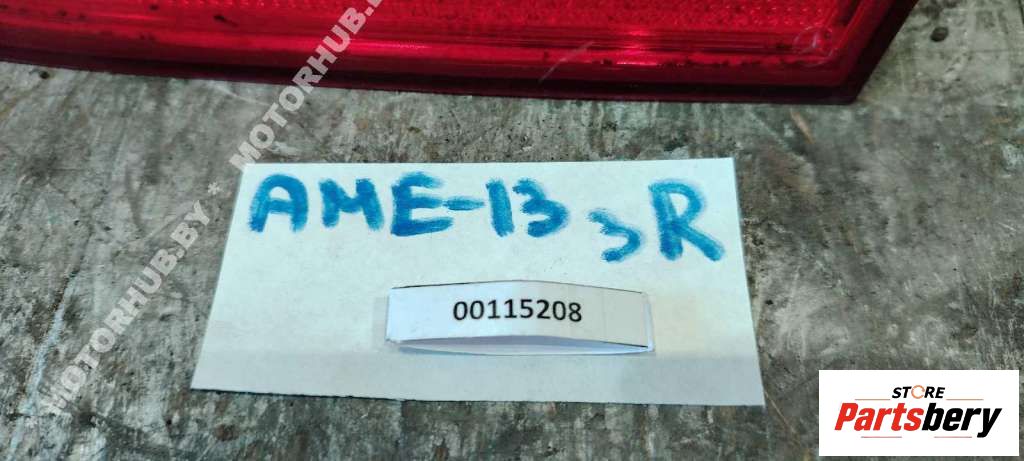 MOTORHUB.BY * MOTORHUB.BY
AME-13 зR
00115208
STORE
Partsbery